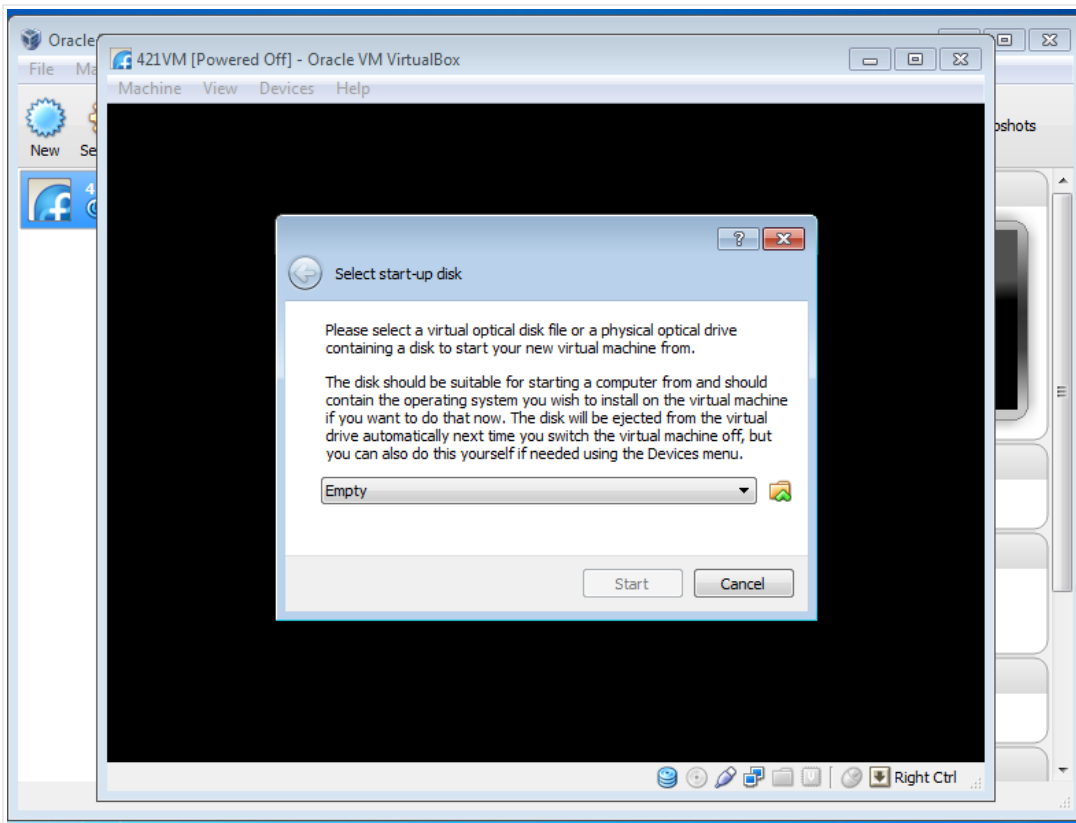 Oracle
File Ma
New Se
pshots
4
421VM [Powered Off] - Oracle VM VirtualBox
Machine View Devices Help
Select start-up disk
Please select a virtual optical disk file or a physical optical drive
containing a disk to start your new virtual machine from.
The disk should be suitable for starting a computer from and should
contain the operating system you wish to install on the virtual machine
if you want to do that now. The disk will be ejected from the virtual
drive automatically next time you switch the virtual machine off, but
you can also do this yourself if needed using the Devices menu.
Empty
Start Cancel
Right Ctrl